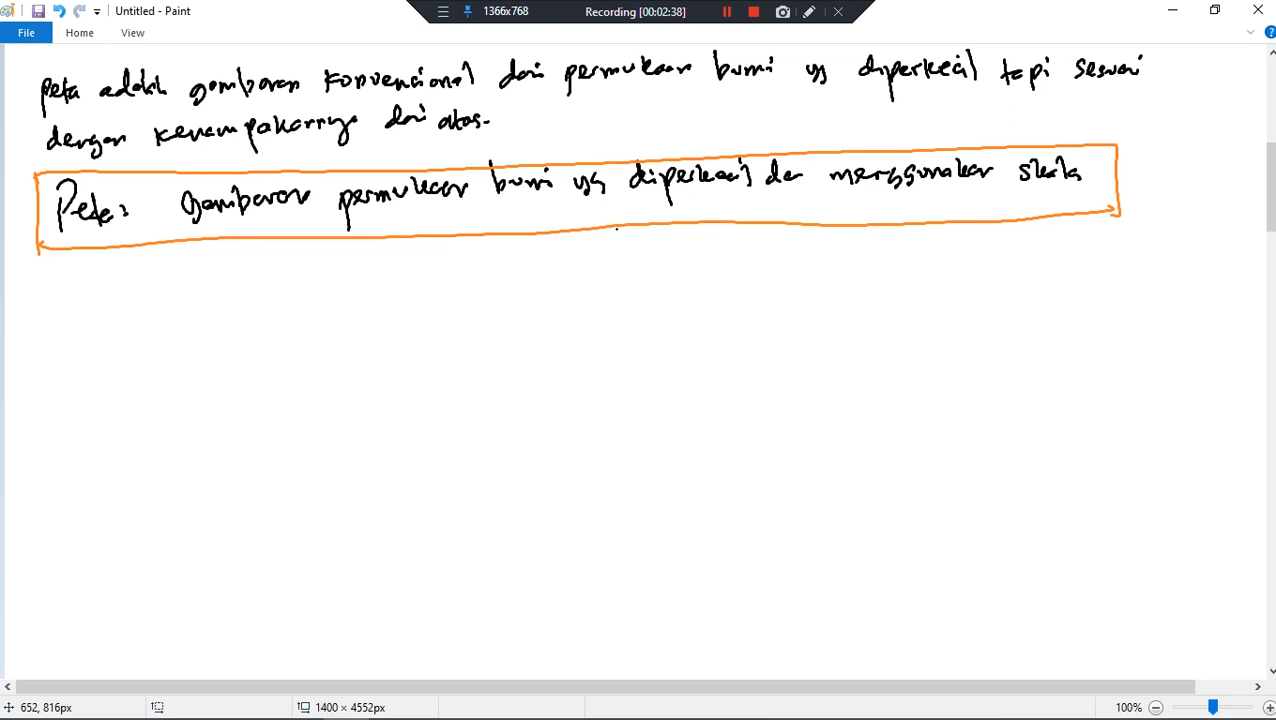 Untitled - Paint
1366x768
Recording [00:02:38]
File Home View
peta adalah gambaran konvencional dari permukaan bumi yg diperkecil tapi sesuai
dengan kenampakannya dari atas.
Peta: gambaran permukaan bumi yg diperkecil dan menggunakan skala
652, 816px
1400 × 4552px
100%